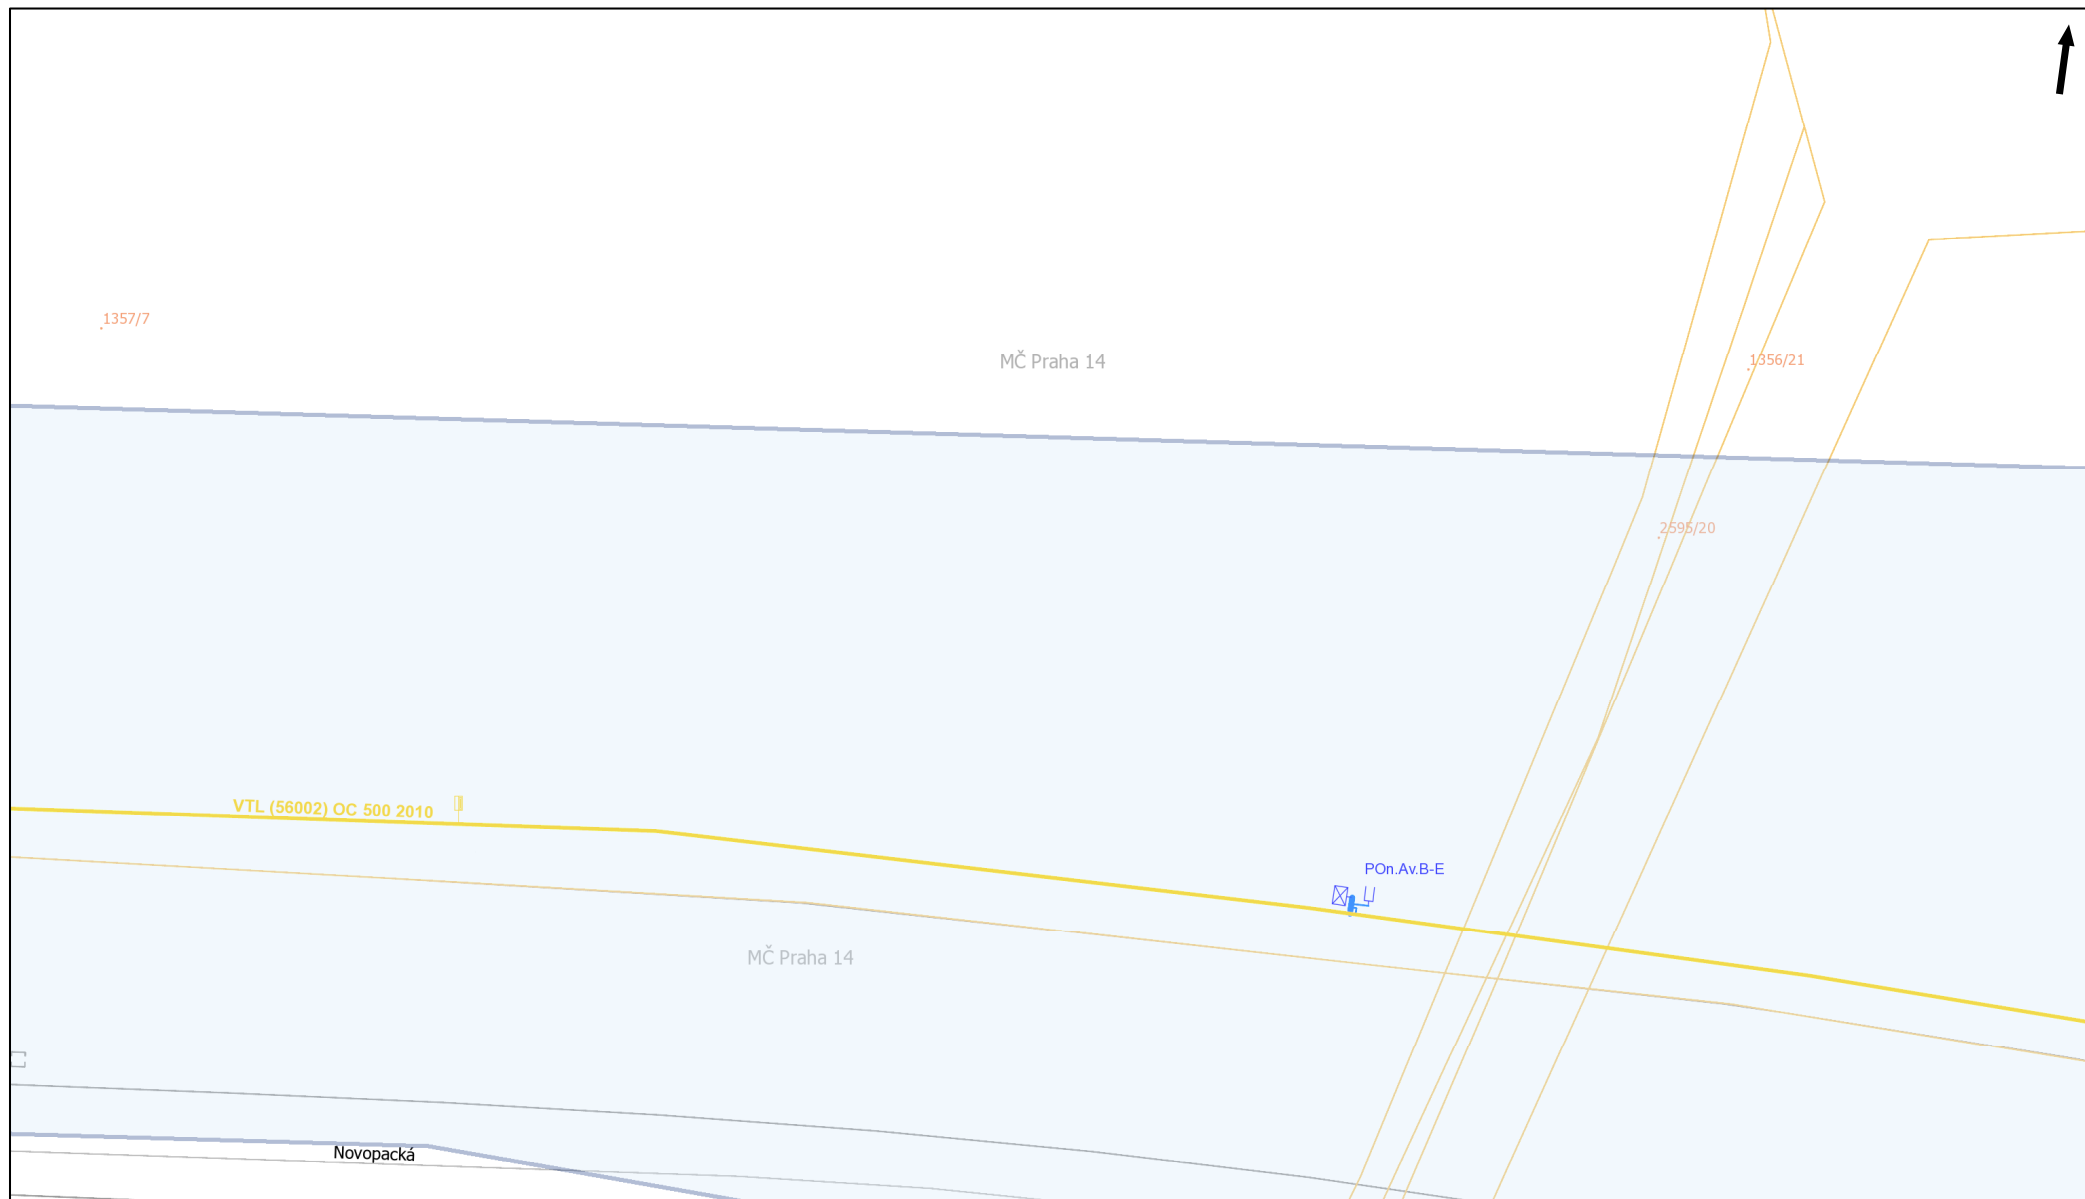 1357/7
MČ Praha 14
1356/21
2595/20
VTL (56002) OC 500 2010
POn.Av.B-E
MČ Praha 14
Novopacká